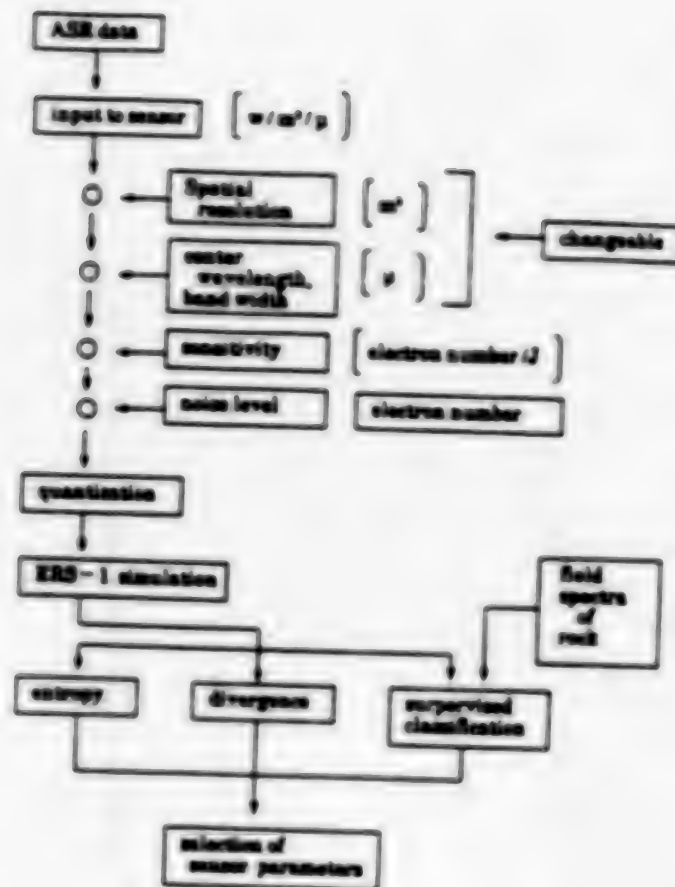 ASR data
input to sensor [ w / m² / μ ]
Spatial
resolution [ m² ]
changeable
center
wavelength,
band width [ μ ]
sensitivity [ electron number /J ]
noise level electron number
quantization
ERS-1 simulation
field
spectra
of
rock
entropy
divergence
surpervised
classification
selection of
sensor parameters